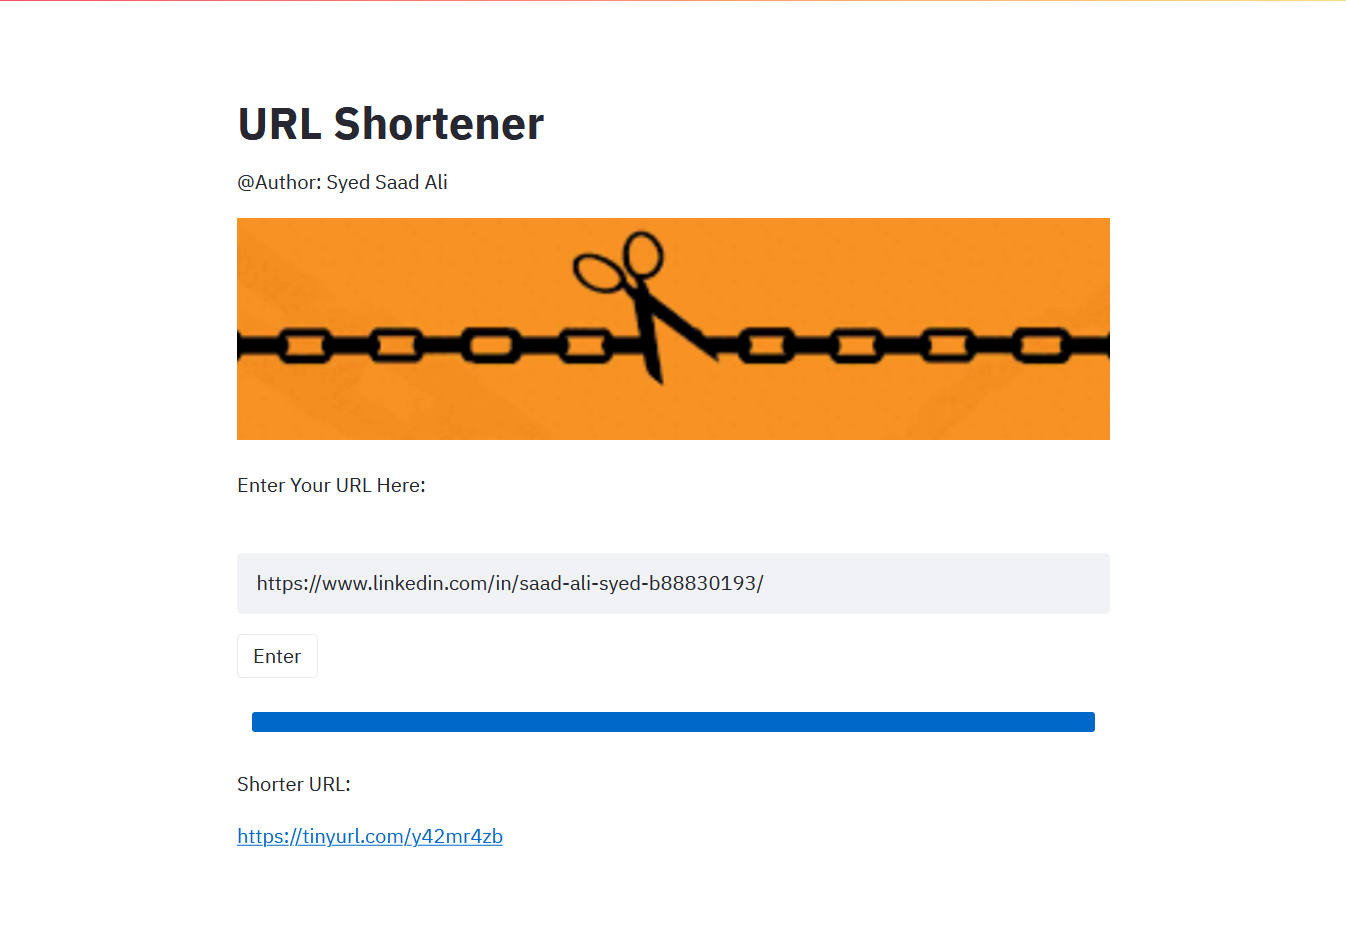 URL Shortener
@Author: Syed Saad Ali
Enter Your URL Here:
https://www.linkedin.com/in/saad-ali-syed-b88830193/
Enter
Shorter URL:
https://tinyurl.com/y42mr4zb